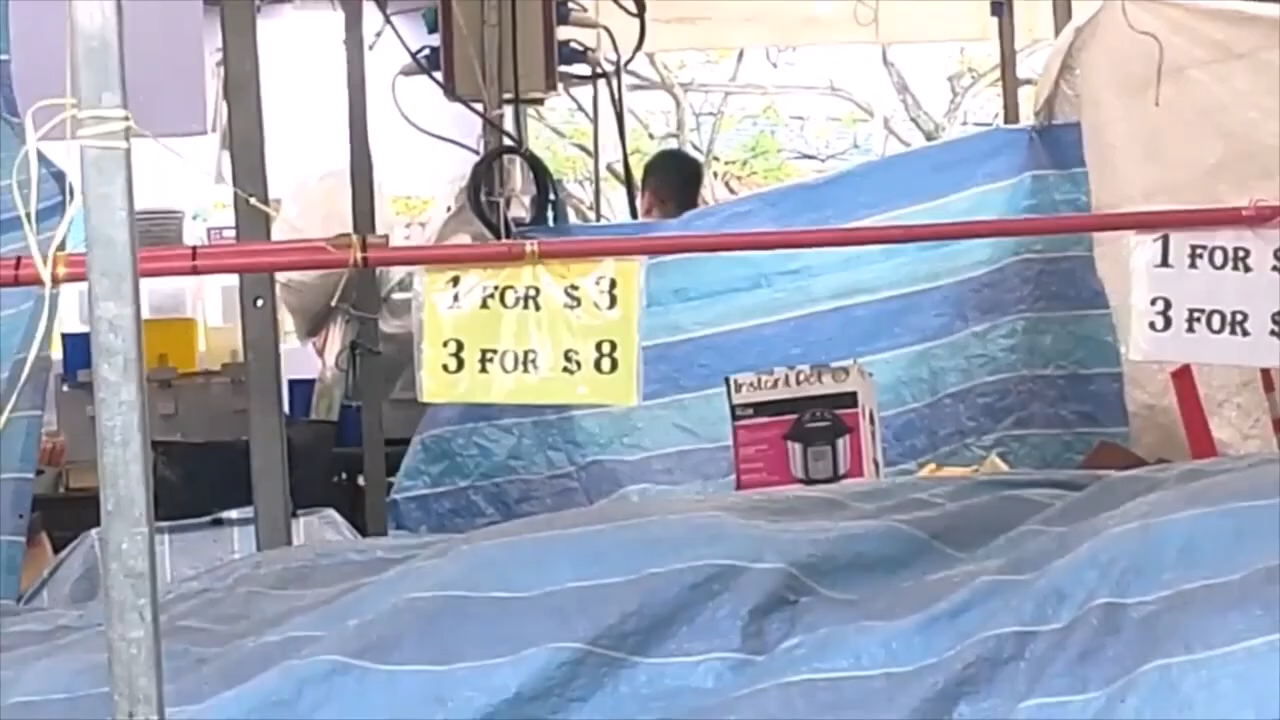 1 FOR $3
3 FOR $8
1 FOR $
3 FOR $
Instant Pot